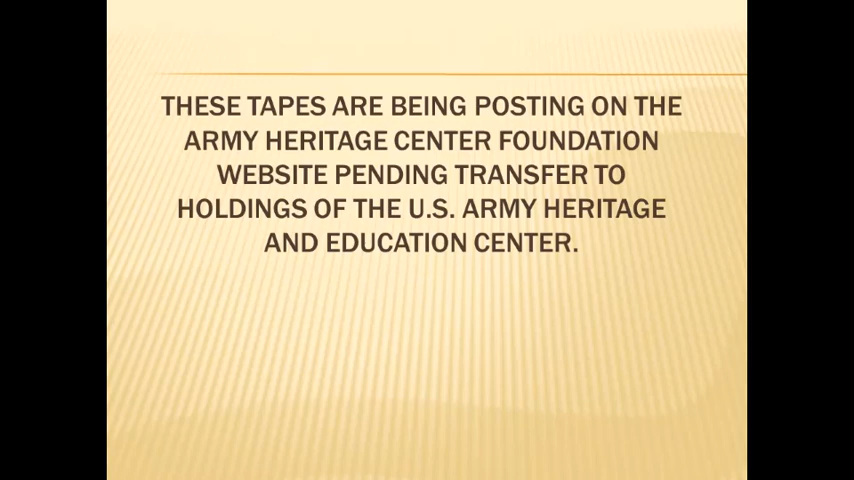 THESE TAPES ARE BEING POSTING ON THE
ARMY HERITAGE CENTER FOUNDATION
WEBSITE PENDING TRANSFER TO
HOLDINGS OF THE U.S. ARMY HERITAGE
AND EDUCATION CENTER.